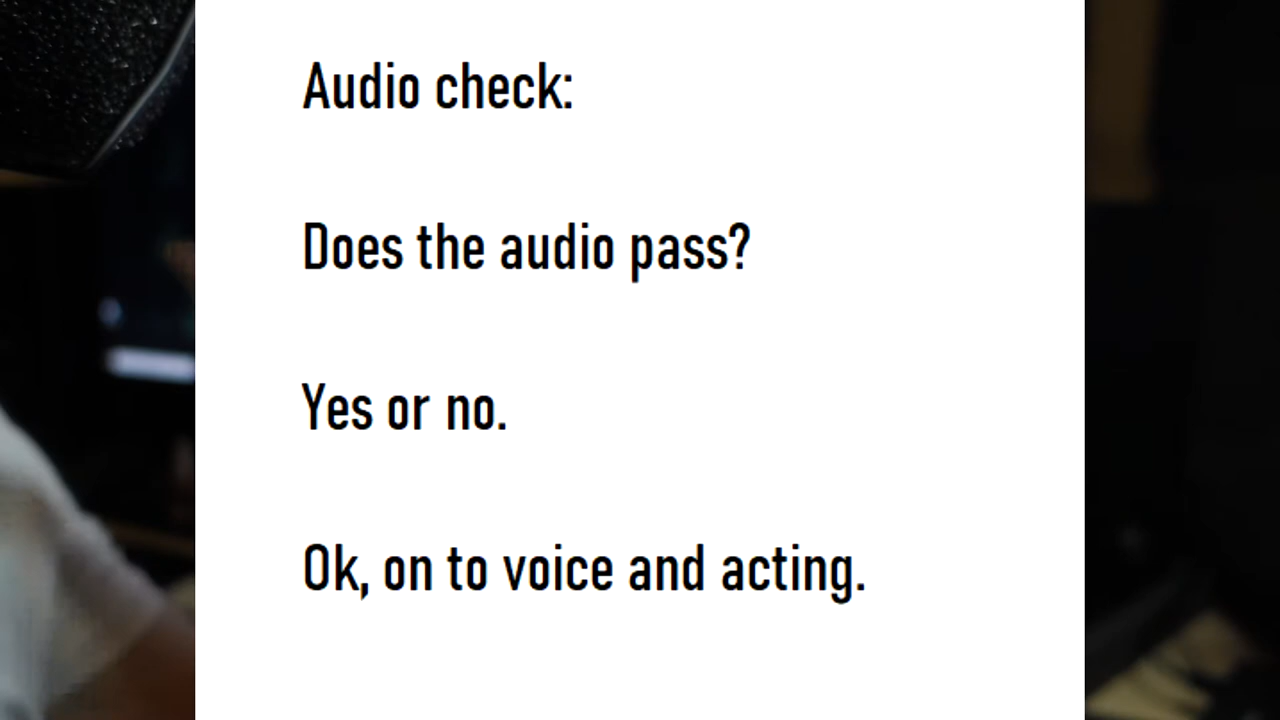 Audio check:
Does the audio pass?
Yes or no.
Ok, on to voice and acting.